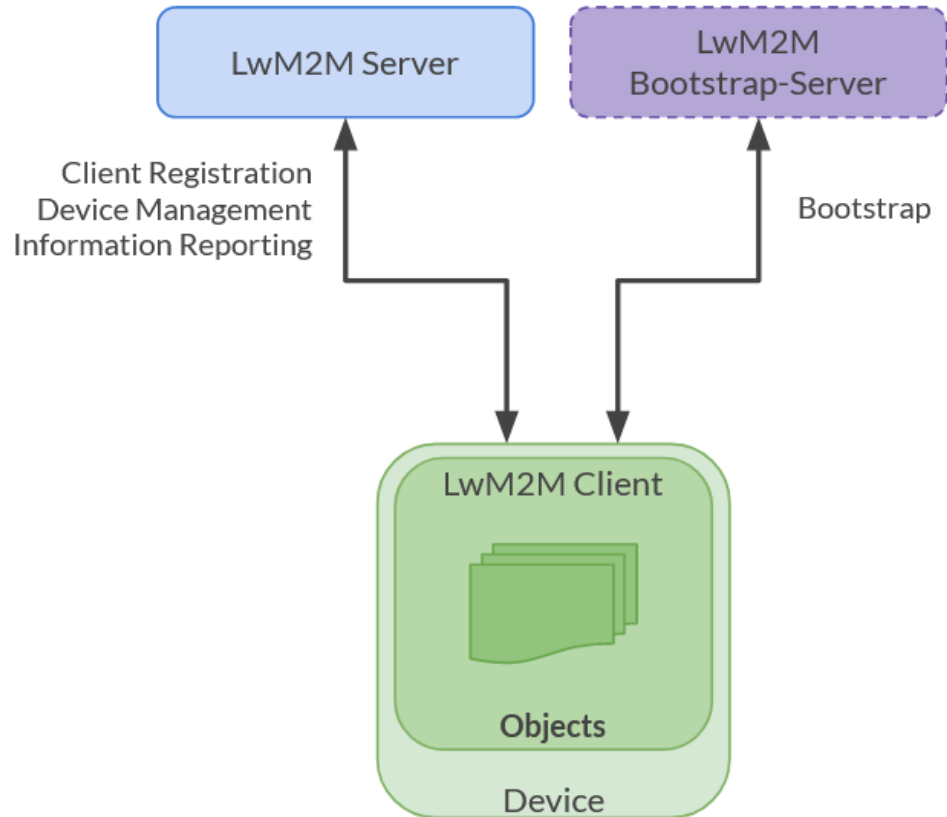 LwM2M Server
LwM2M
Bootstrap-Server
Client Registration
Device Management
Information Reporting
Bootstrap
LwM2M Client
Objects
Device